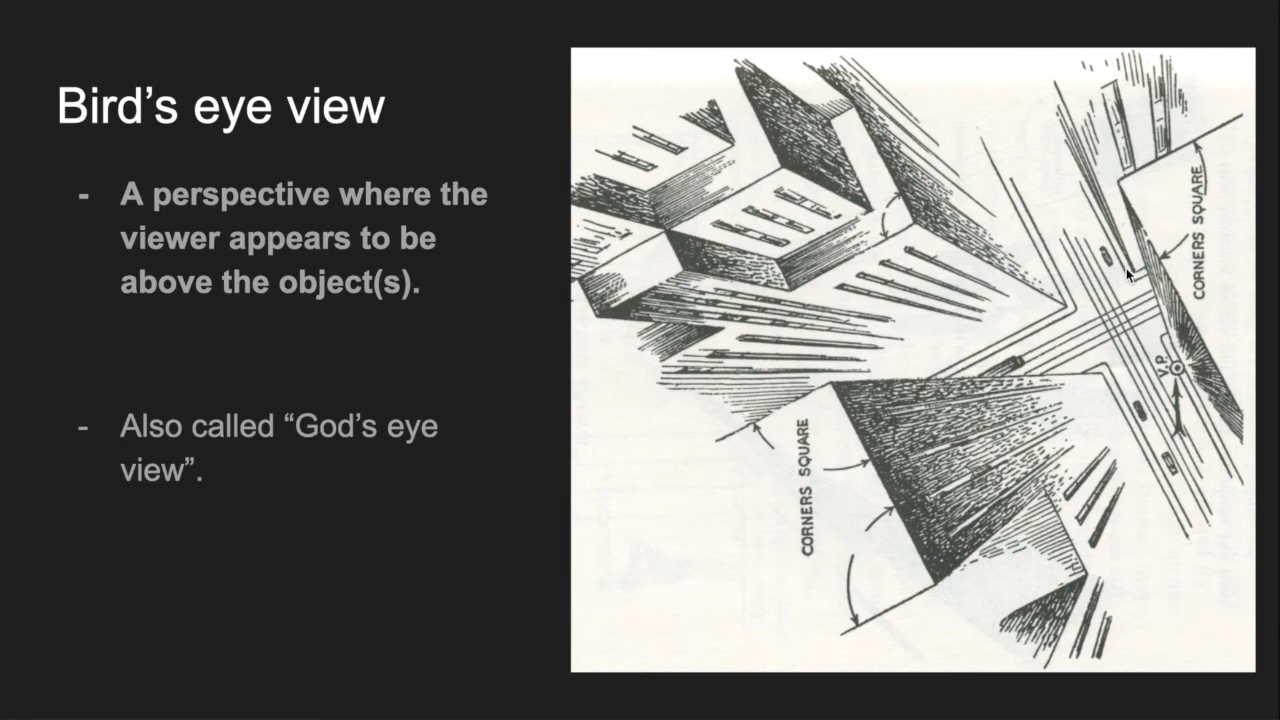 Bird’s eye view
- A perspective where the
viewer appears to be
above the object(s).
- Also called “God’s eye
view”.
CORNERS SQUARE
V.P.
CORNERS SQUARE